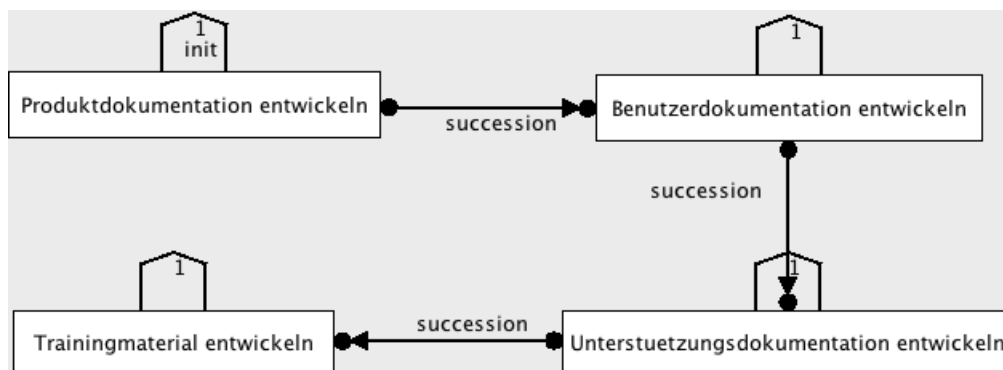 1
init
1
Produktdokumentation entwickeln
Benutzerdokumentation entwickeln
succession
succession
1
1
succession
Trainingmaterial entwickeln
Unterstuetzungsdokumentation entwickeln